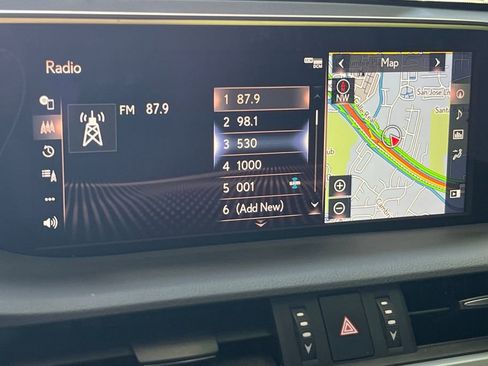 Radio
DCM
Map
FM 87.9
1 87.9
2 98.1
3 530
4 1000
5 001
6 (Add New)
NW
San Jose